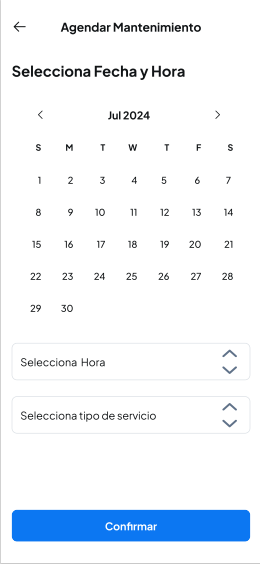 Agendar Mantenimiento
Selecciona Fecha y Hora
Jul 2024
S M T W T F S
1 2 3 4 5 6 7
8 9 10 11 12 13 14
15 16 17 18 19 20 21
22 23 24 25 26 27 28
29 30
Selecciona Hora
Selecciona tipo de servicio
Confirmar